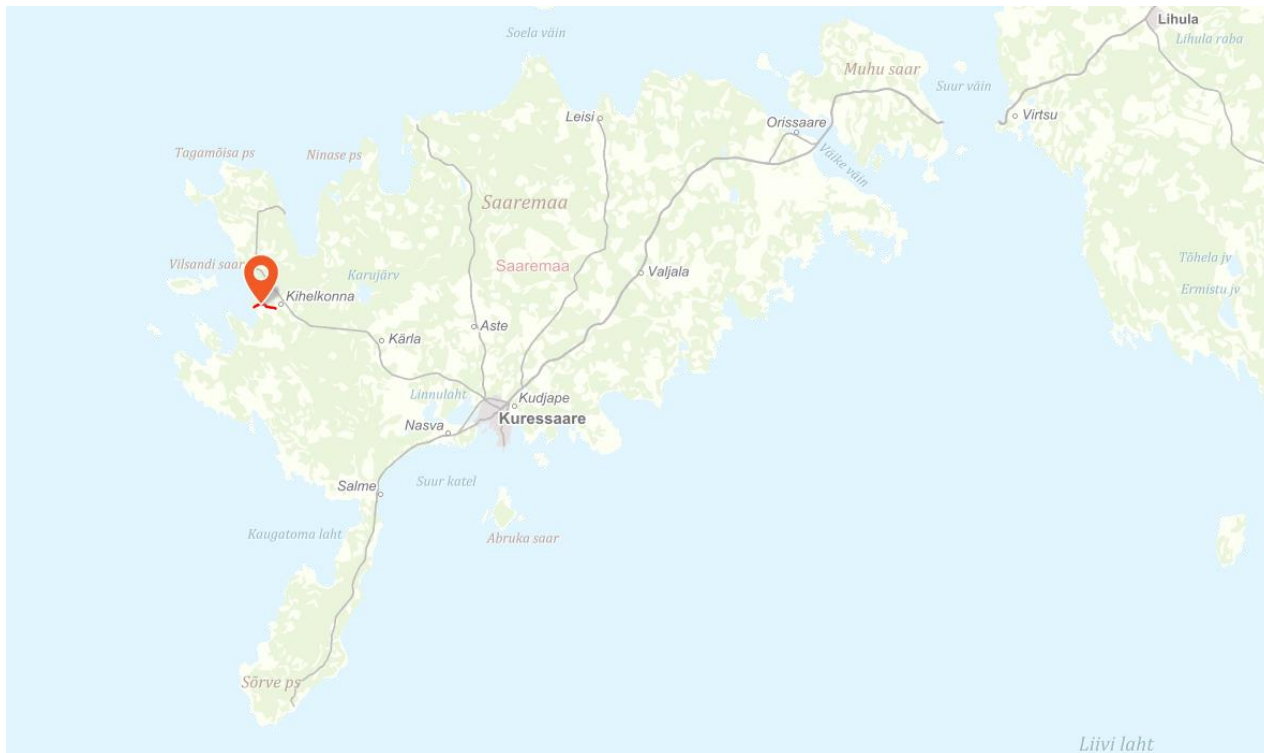 Lihula
Soela väin
Lihula raba
Muhu saar
Suur väin
Leisi
Virtsu
Orissaare
Tagamõisa ps
Ninase ps
Väike väin
Saaremaa
Vilsandi saar
Saaremaa
Karujärv
Valjala
Tõhela jv
Kihelkonna
Ermistu jv
Aste
Kärla
Linnulaht
Kudjape
Kuressaare
Nasva
Suur katel
Salme
Kaugatoma laht
Abruka saar
Sõrve ps
Liivi laht